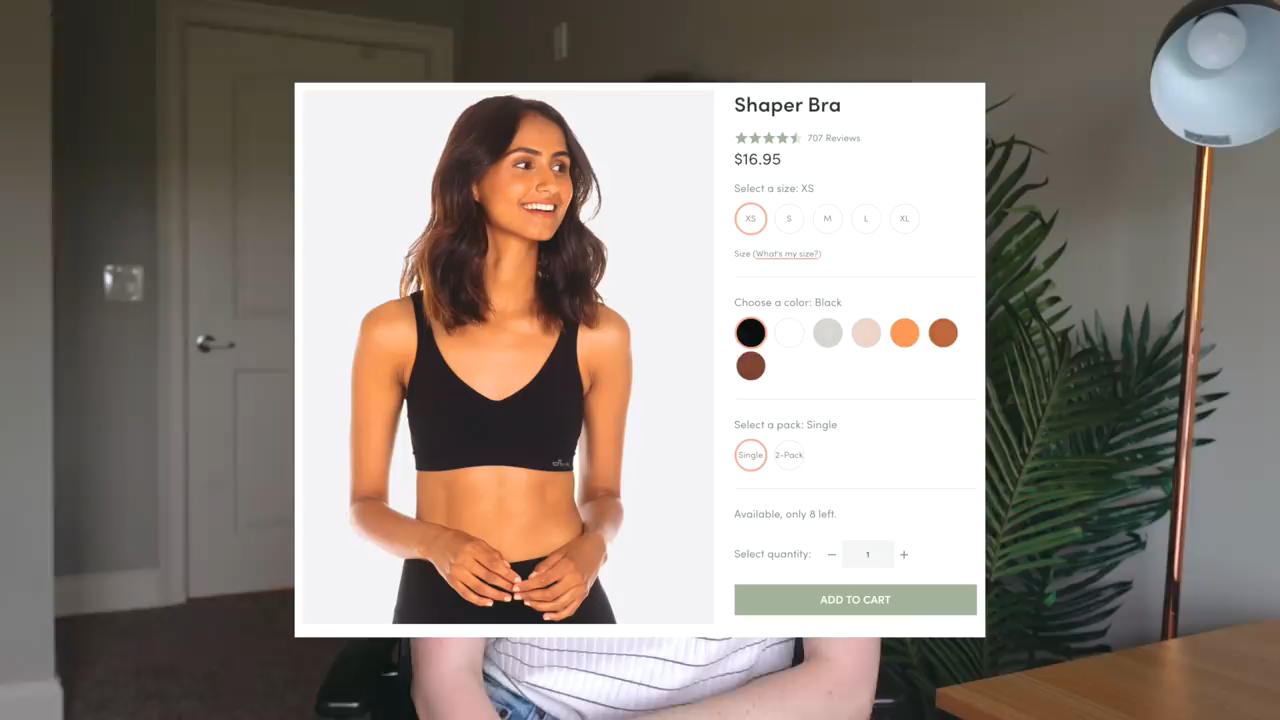 Shaper Bra
707 Reviews
$16.95
Select a size: XS
XS S M L XL
Size (What's my size?)
Choose a color: Black
Select a pack: Single
Single 2-Pack
Available, only 8 left.
Select quantity: − 1 +
ADD TO CART